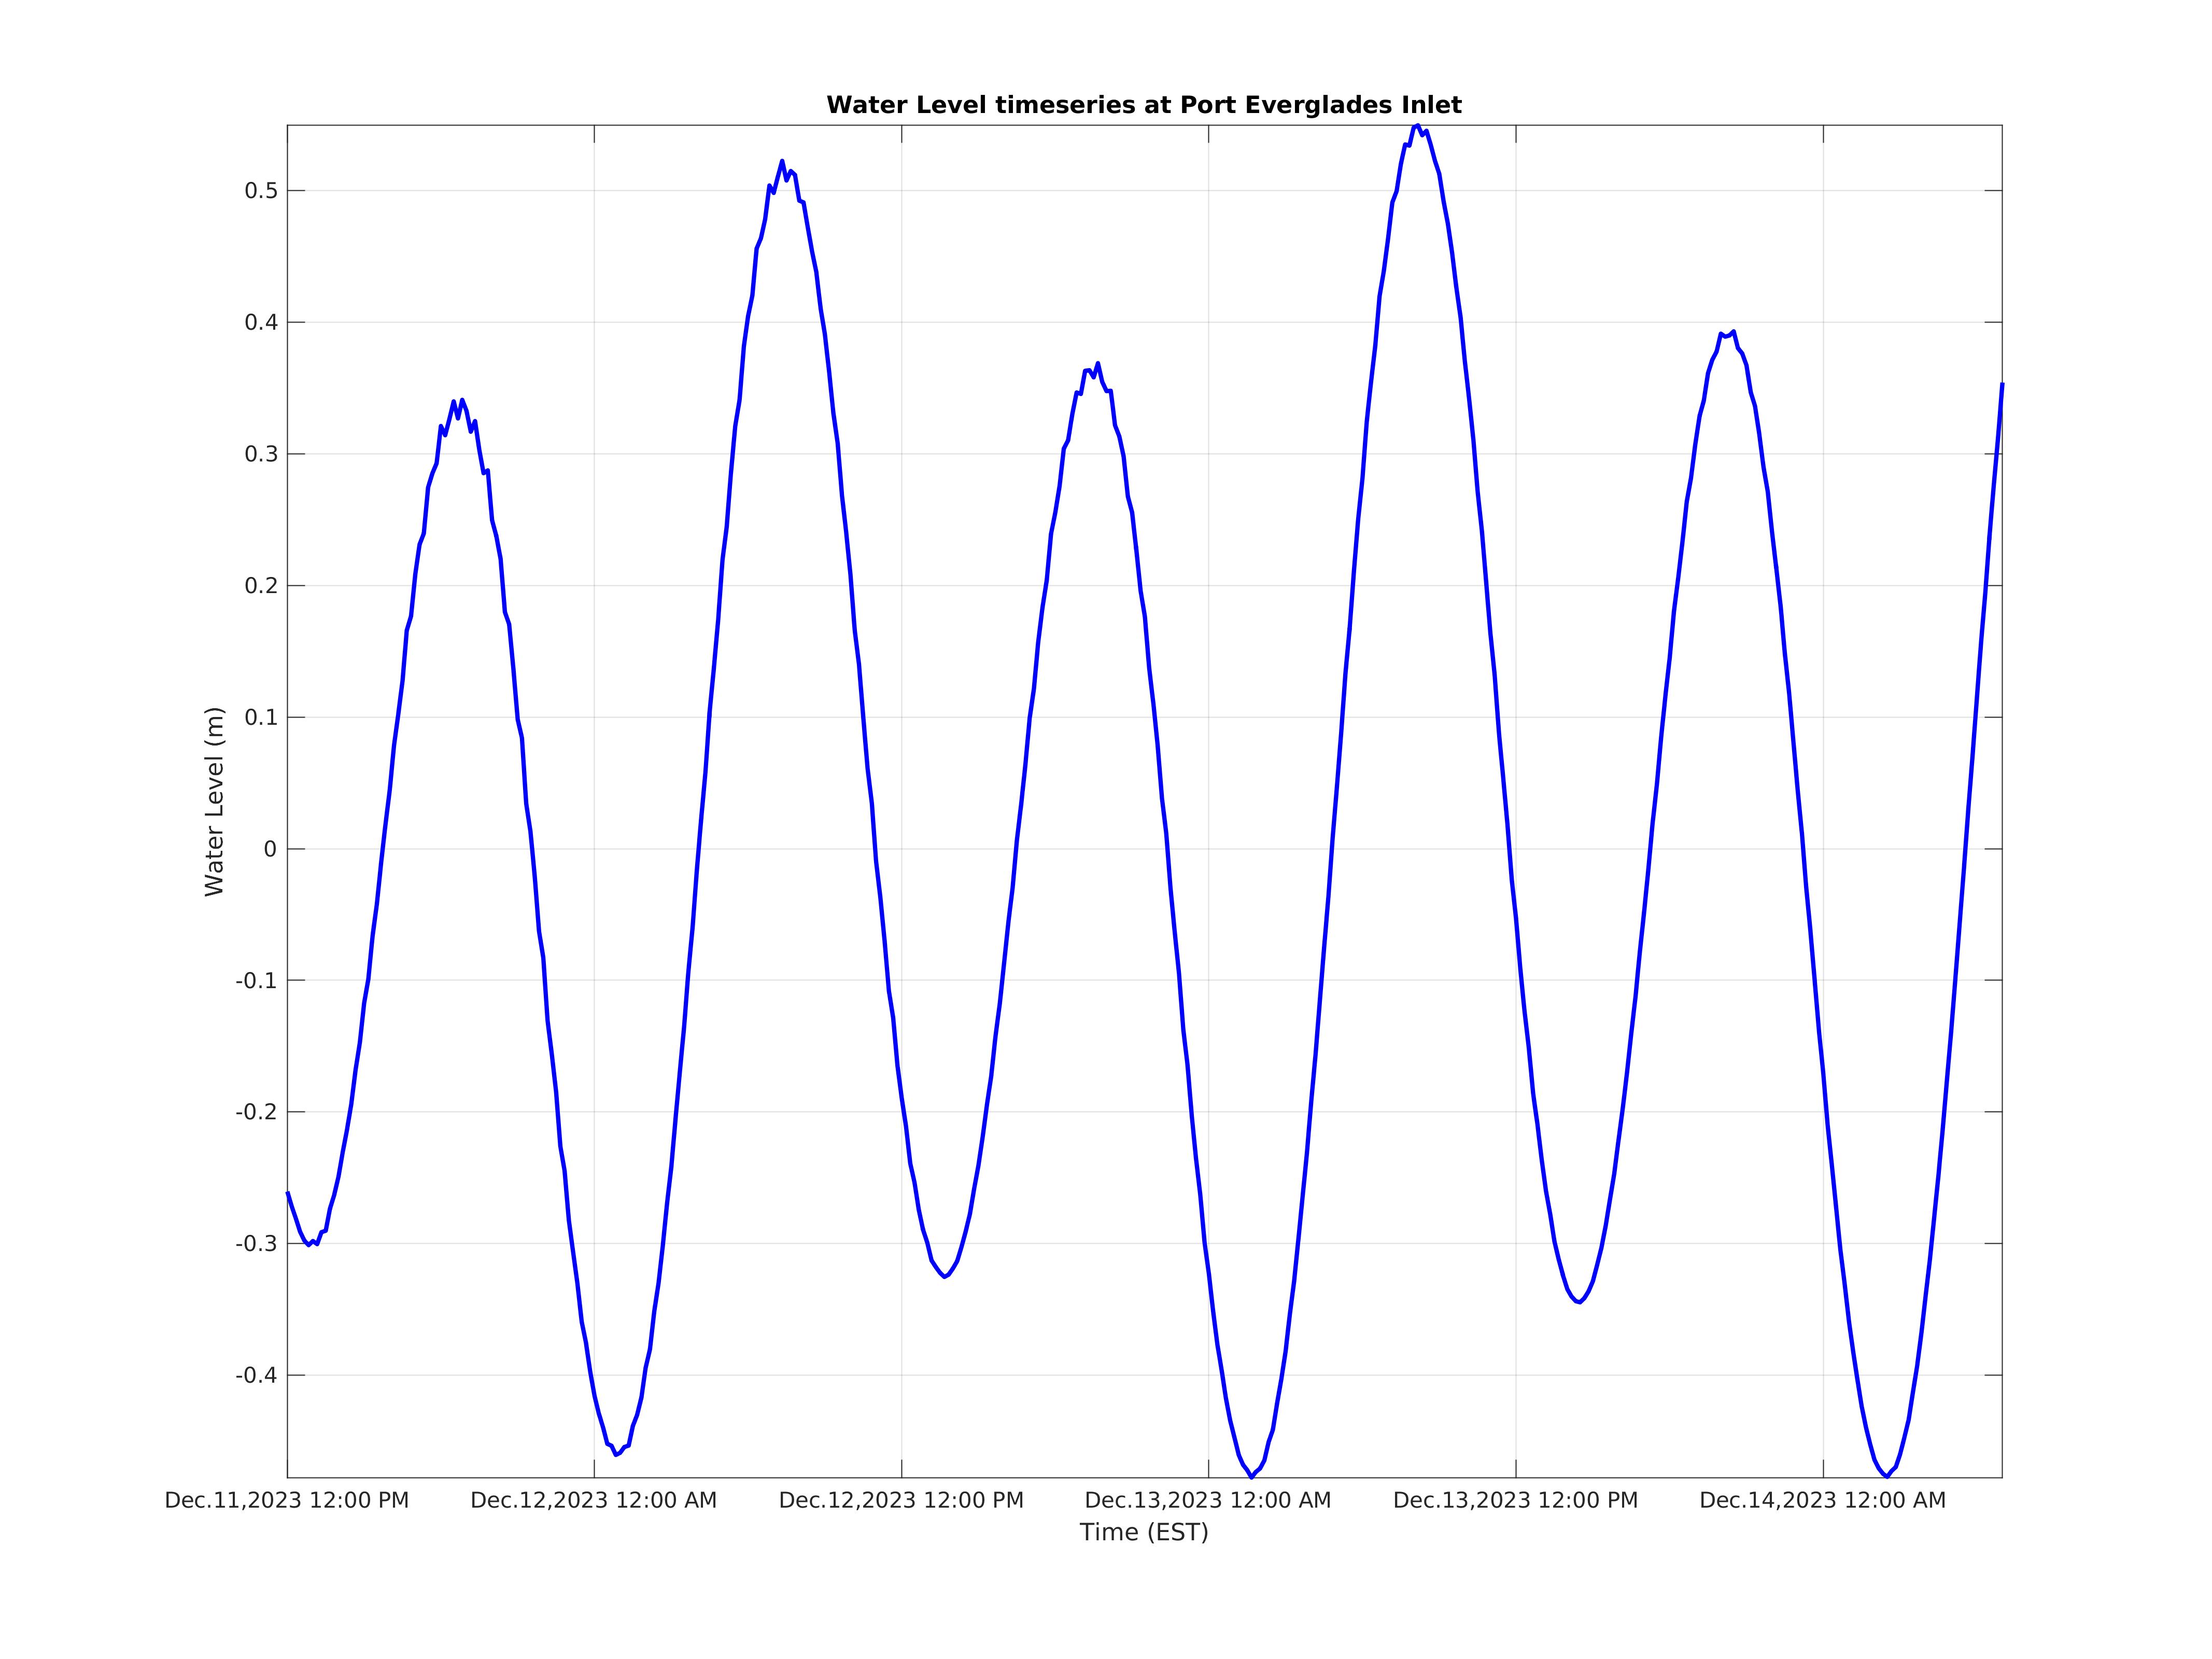 Water Level timeseries at Port Everglades Inlet
0.5
0.4
0.3
0.2
0.1
0
-0.1
-0.2
-0.3
-0.4
Water Level (m)
Dec.11,2023 12:00 PM
Dec.12,2023 12:00 AM
Dec.12,2023 12:00 PM
Dec.13,2023 12:00 AM
Dec.13,2023 12:00 PM
Dec.14,2023 12:00 AM
Time (EST)